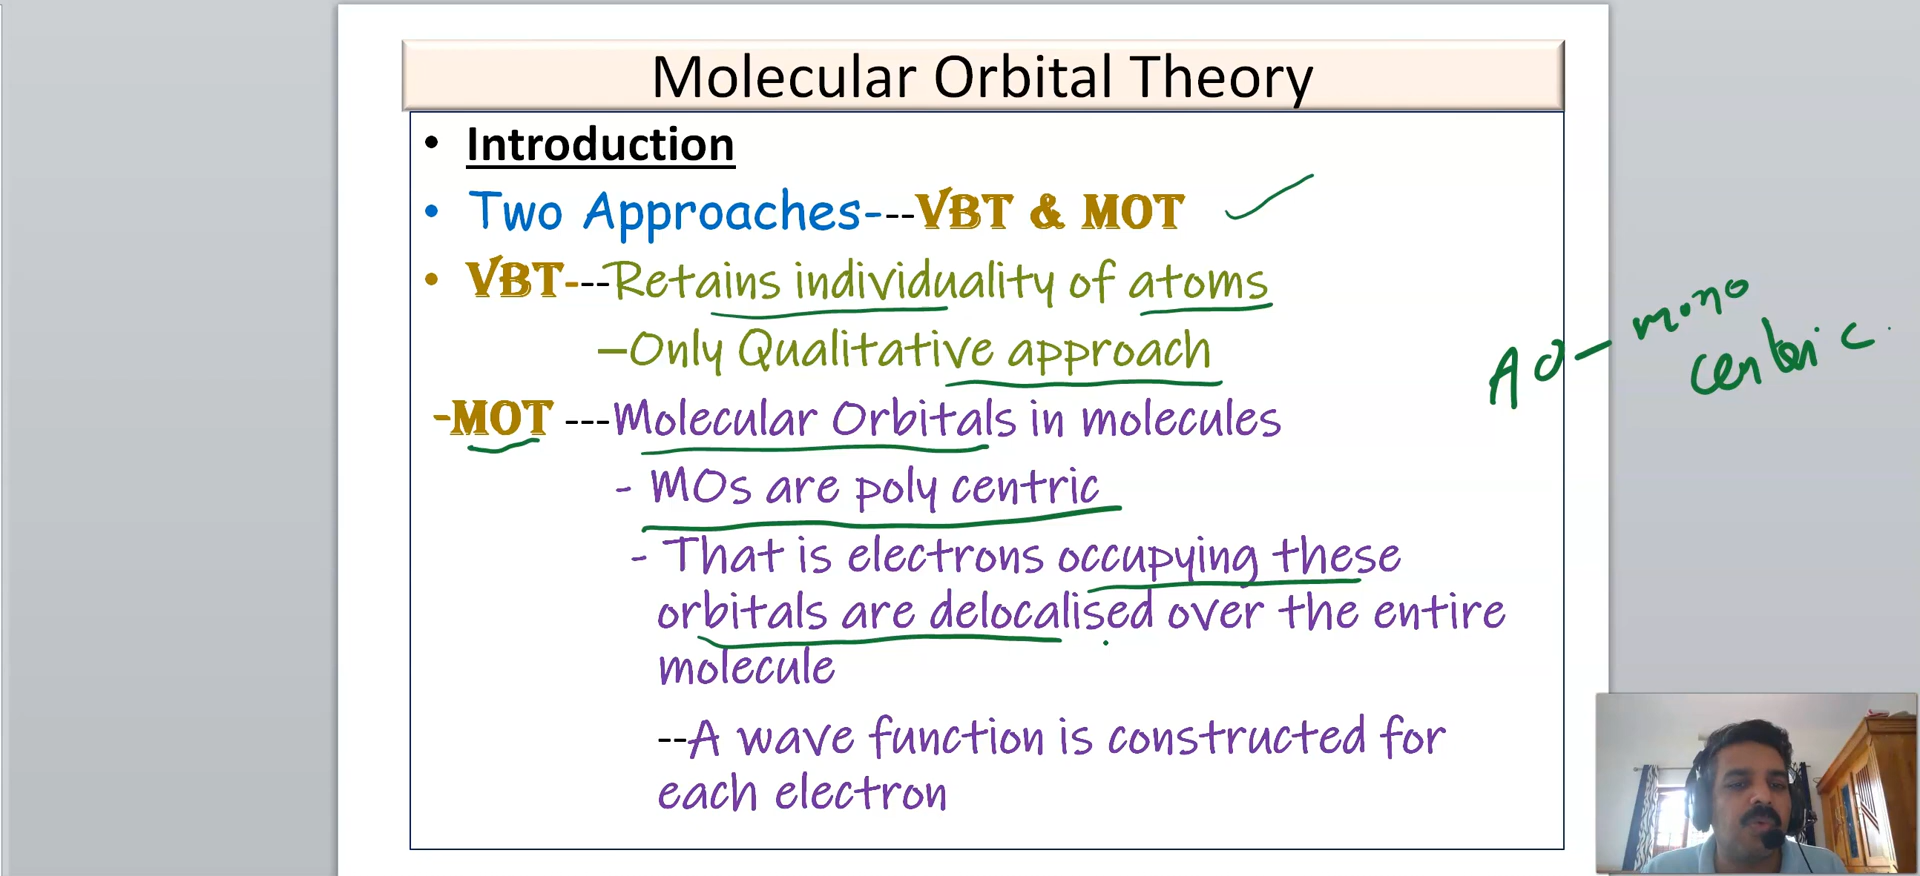 Molecular Orbital Theory
• Introduction
• Two Approaches---VBT & MOT
• VBT---Retains individuality of atoms
–Only Qualitative approach
-MOT ---Molecular Orbitals in molecules
- MOs are poly centric
- That is electrons occupying these
orbitals are delocalised over the entire
molecule
--A wave function is constructed for
each electron
AO – mono
centric